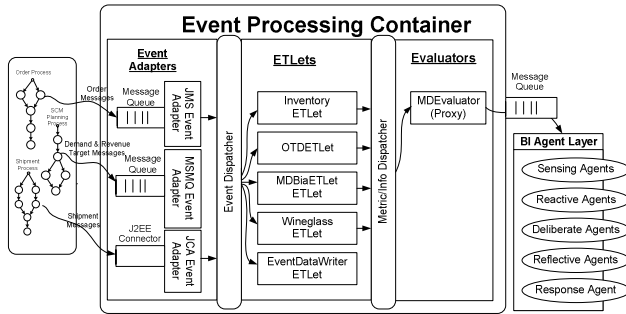 Event Processing Container
Order Process
SCM
Planning
Process
Shipment
Process
Order
Messages
Demand & Revenue
Target Messages
Shipment
Messages
Event
Adapters
Message
Queue
JMS Event
Adapter
Message
Queue
MSMQ Event
Adapter
J2EE
Connector
JCA Event
Adapter
Event Dispatcher
ETLets
Inventory
ETLet
OTDETLet
MDBiaETLet
ETLet
Wineglass
ETLet
EventDataWriter
ETLet
Metric/Info Dispatcher
Evaluators
MDEvaluator
(Proxy)
Message
Queue
BI Agent Layer
Sensing Agents
Reactive Agents
Deliberate Agents
Reflective Agents
Response Agent